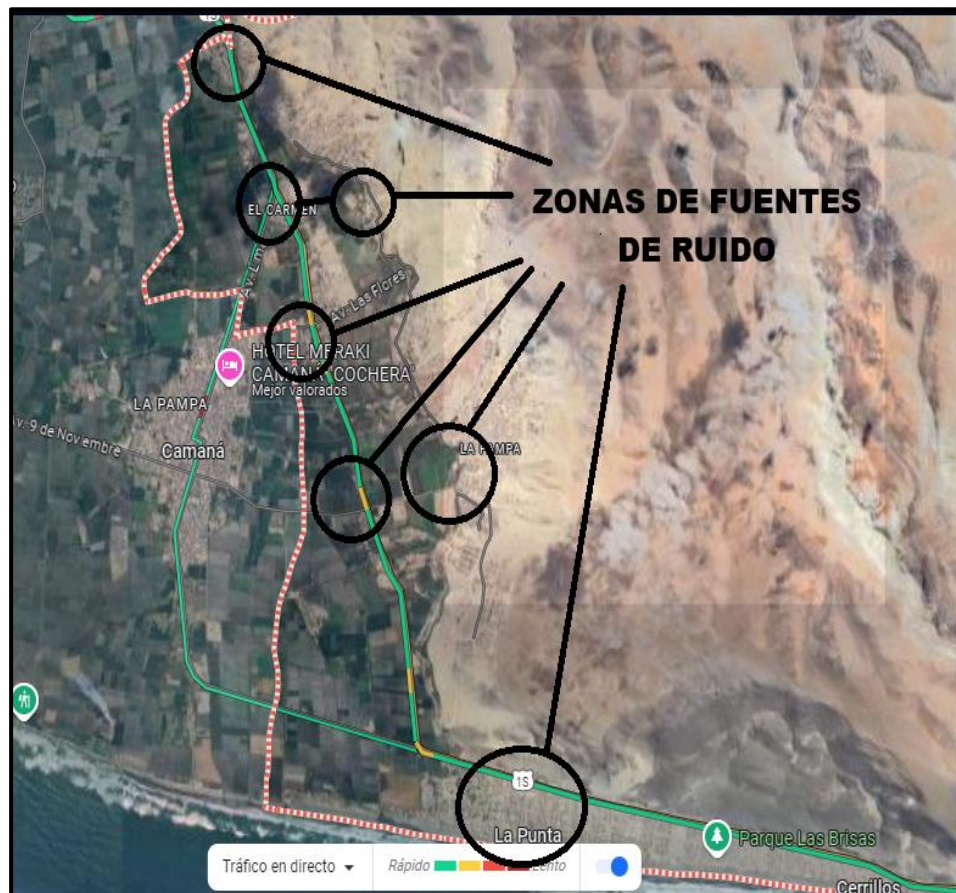 1S
ZONAS DE FUENTES
DE RUIDO
EL CARMEN
Av. Las Flores
HOTEL MERAKI
CAMANÁ "COCHERA"
Mejor valorados
LA PAMPA
Av. 9 de Noviembre
Camaná
LA PAMPA
1S
La Punta
Parque Las Brisas
Tráfico en directo
Rápido
Lento
Cerrillos